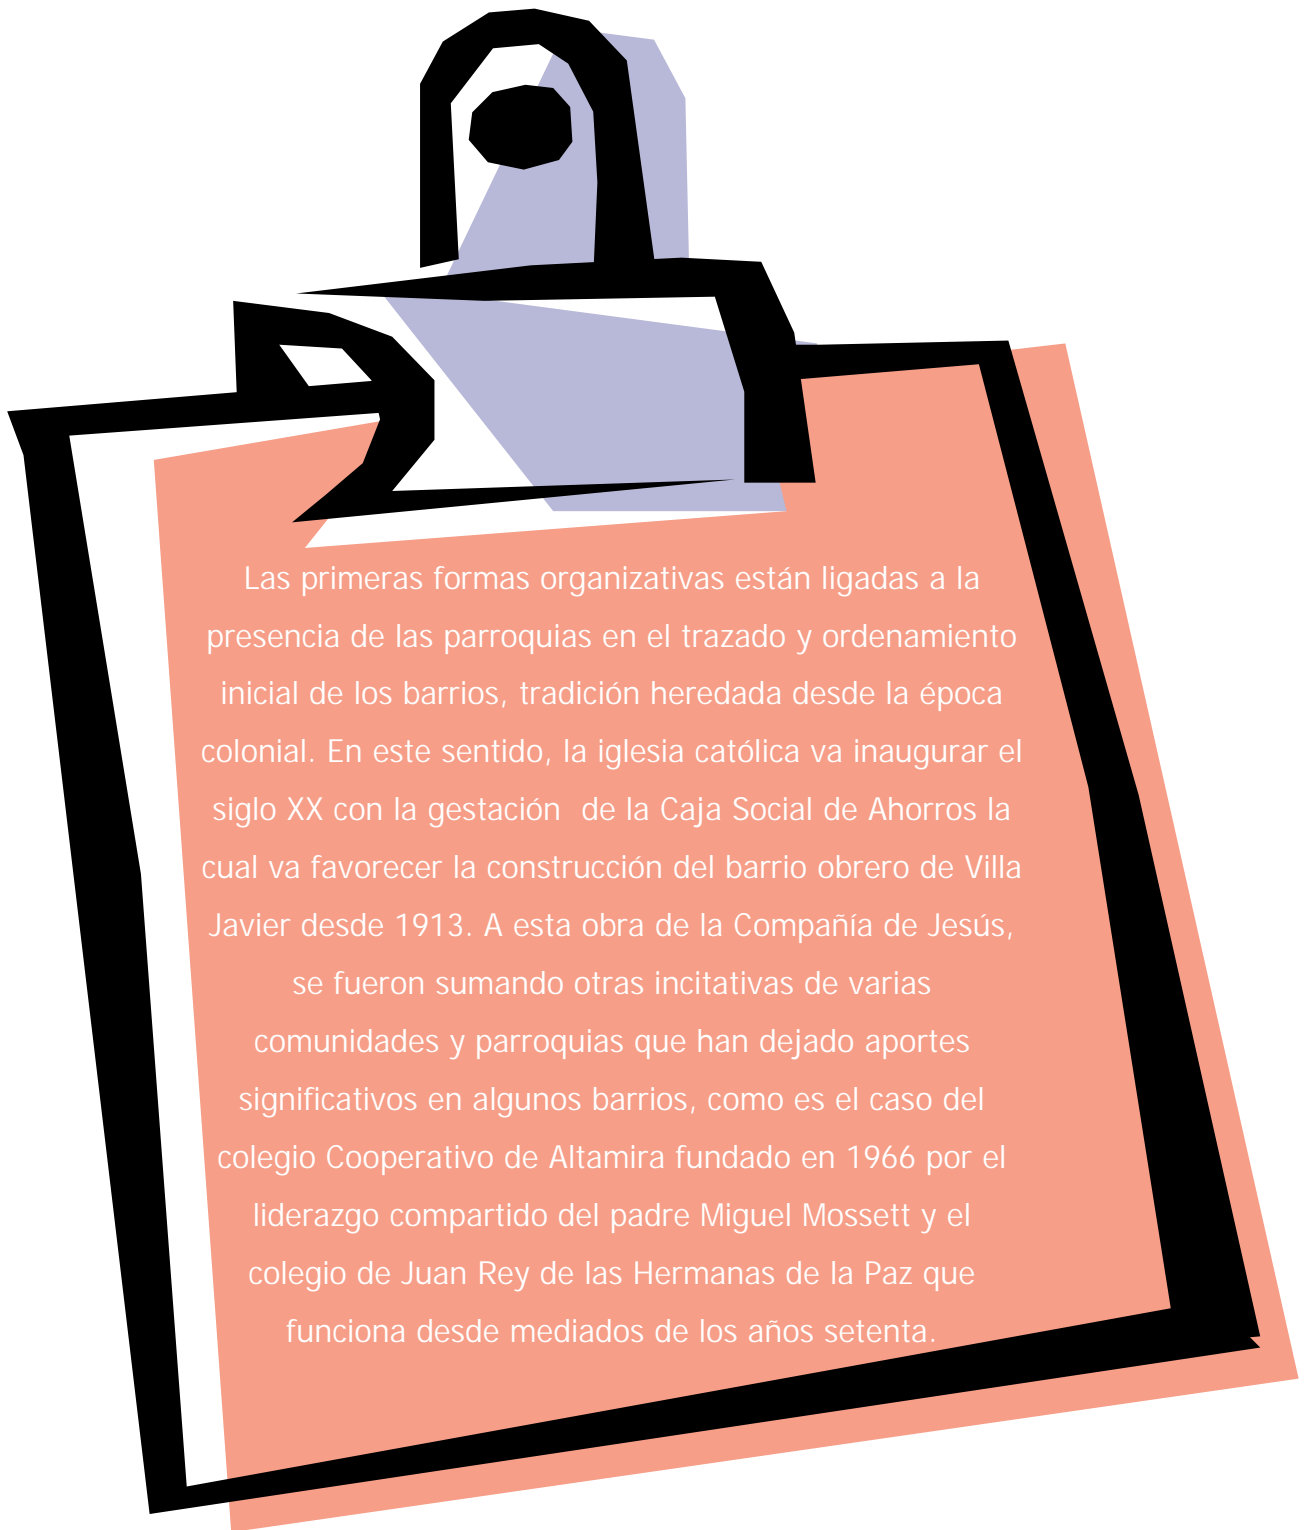 Las primeras formas organizativas están ligadas a la
presencia de las parroquias en el trazado y ordenamiento
inicial de los barrios, tradición heredada desde la época
colonial. En este sentido, la iglesia católica va inaugurar el
siglo XX con la gestación  de la Caja Social de Ahorros la
cual va favorecer la construcción del barrio obrero de Villa
Javier desde 1913. A esta obra de la Compañía de Jesús,
se fueron sumando otras incitativas de varias
comunidades y parroquias que han dejado aportes
significativos en algunos barrios, como es el caso del
colegio Cooperativo de Altamira fundado en 1966 por el
liderazgo compartido del padre Miguel Mossett y el
colegio de Juan Rey de las Hermanas de la Paz que
funciona desde mediados de los años setenta.